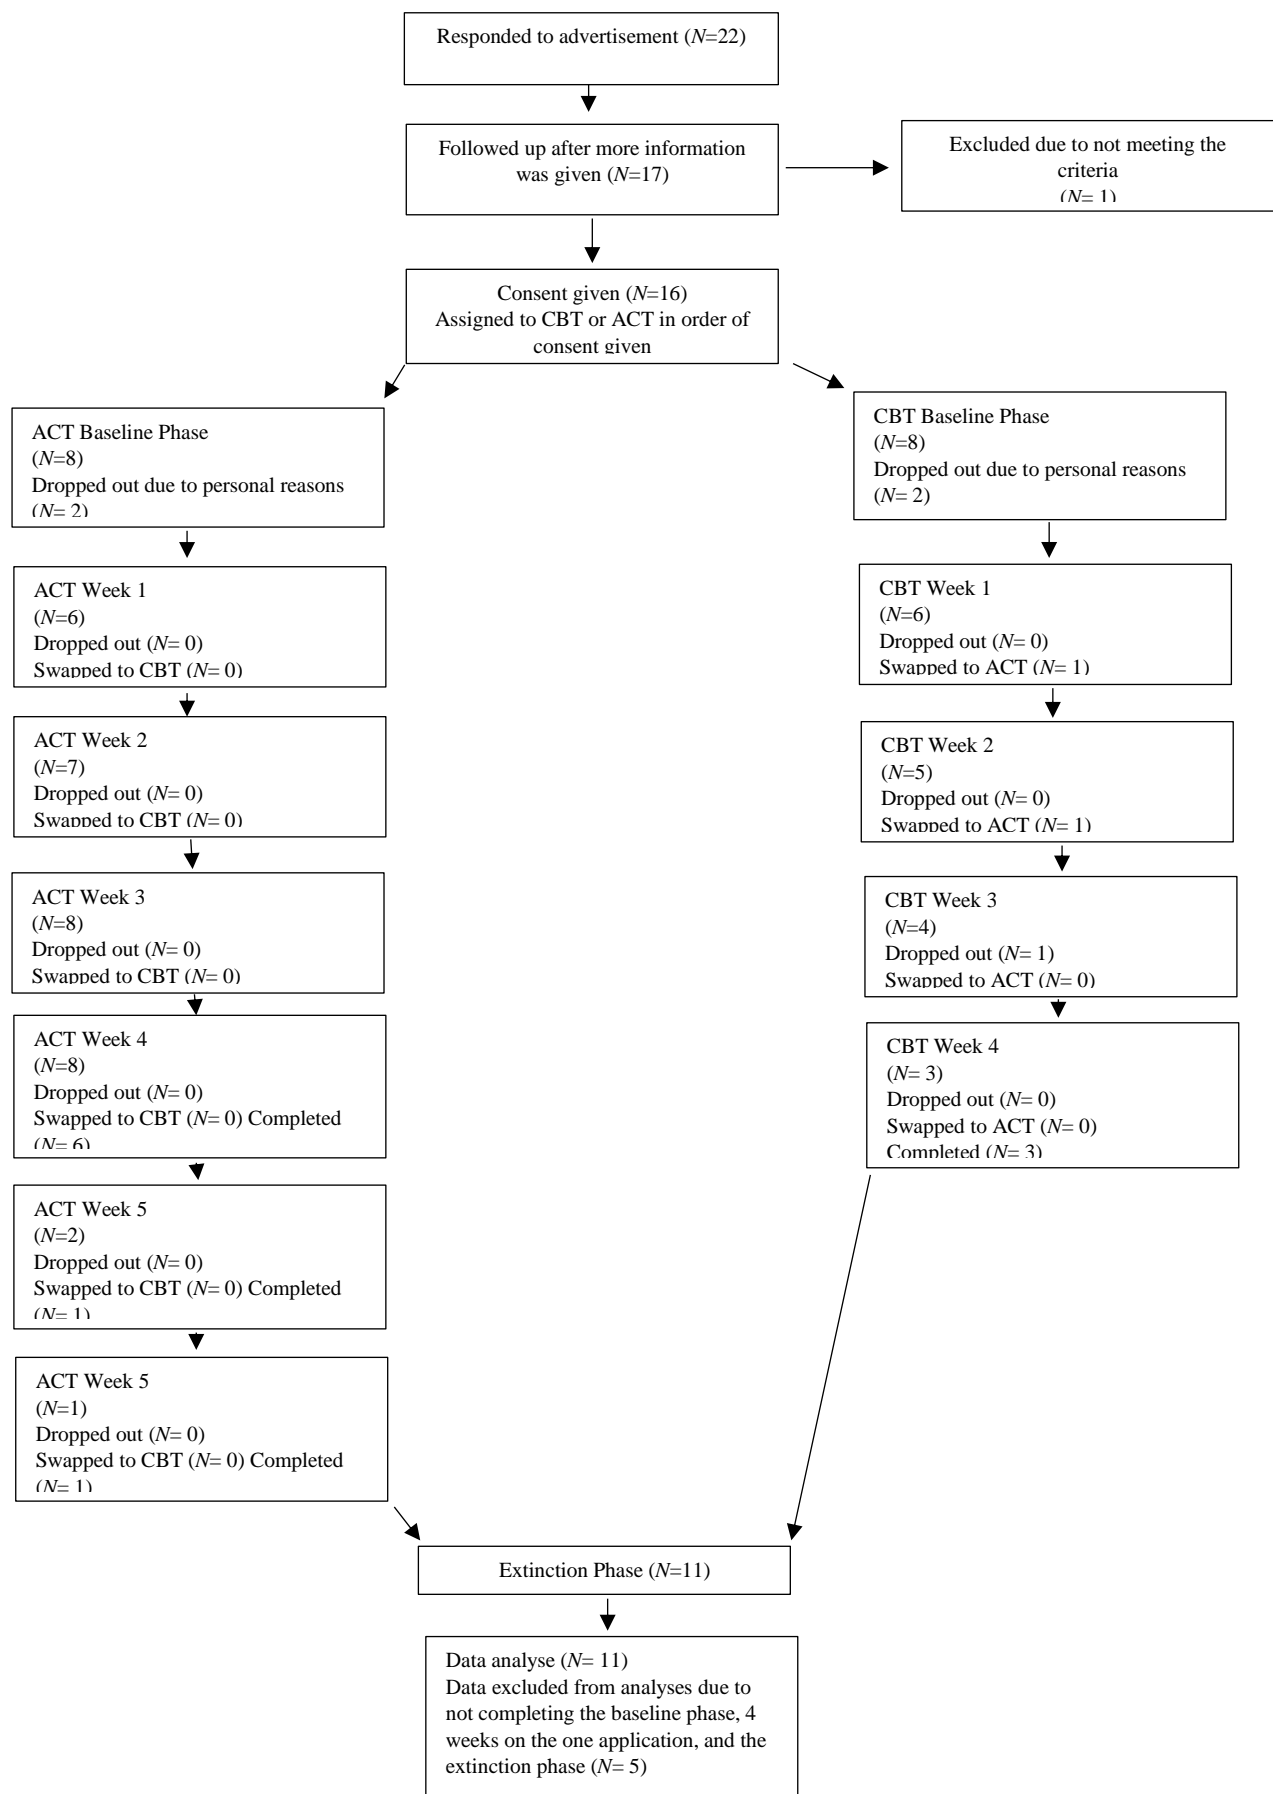 Responded to advertisement (N=22)
Followed up after more information
was given (N=17)
Excluded due to not meeting the
criteria
(N= 1)
Consent given (N=16)
Assigned to CBT or ACT in order of
consent given
ACT Baseline Phase
(N=8)
Dropped out due to personal reasons
(N= 2)
CBT Baseline Phase
(N=8)
Dropped out due to personal reasons
(N= 2)
ACT Week 1
(N=6)
Dropped out (N= 0)
Swapped to CBT (N= 0)
CBT Week 1
(N=6)
Dropped out (N= 0)
Swapped to ACT (N= 1)
ACT Week 2
(N=7)
Dropped out (N= 0)
Swapped to CBT (N= 0)
CBT Week 2
(N=5)
Dropped out (N= 0)
Swapped to ACT (N= 1)
ACT Week 3
(N=8)
Dropped out (N= 0)
Swapped to CBT (N= 0)
CBT Week 3
(N=4)
Dropped out (N= 1)
Swapped to ACT (N= 0)
ACT Week 4
(N=8)
Dropped out (N= 0)
Swapped to CBT (N= 0) Completed
(N= 6)
CBT Week 4
(N= 3)
Dropped out (N= 0)
Swapped to ACT (N= 0)
Completed (N= 3)
ACT Week 5
(N=2)
Dropped out (N= 0)
Swapped to CBT (N= 0) Completed
(N= 1)
ACT Week 5
(N=1)
Dropped out (N= 0)
Swapped to CBT (N= 0) Completed
(N= 1)
Extinction Phase (N=11)
Data analyse (N= 11)
Data excluded from analyses due to
not completing the baseline phase, 4
weeks on the one application, and the
extinction phase (N= 5)